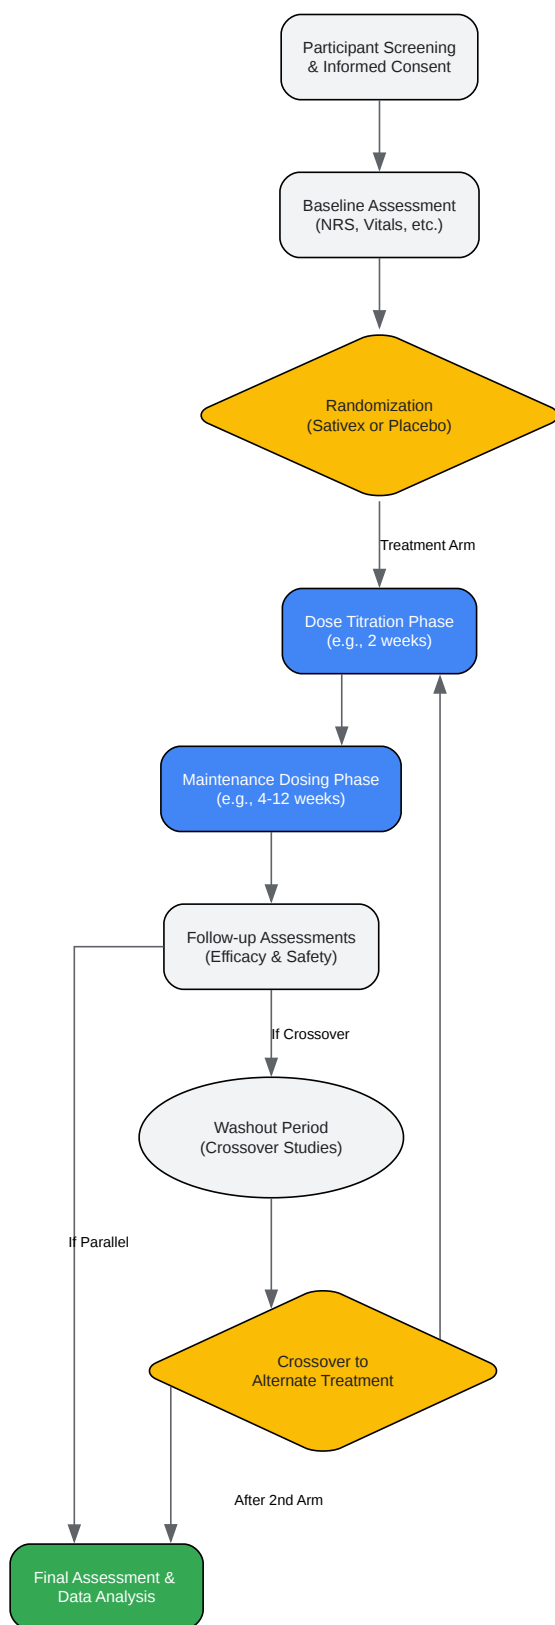 Participant Screening
& Informed Consent
Baseline Assessment
(NRS, Vitals, etc.)
Randomization
(Sativex or Placebo)
Treatment Arm
Dose Titration Phase
(e.g., 2 weeks)
Maintenance Dosing Phase
(e.g., 4-12 weeks)
Follow-up Assessments
(Efficacy & Safety)
If Crossover
Washout Period
(Crossover Studies)
If Parallel
Crossover to
Alternate Treatment
After 2nd Arm
Final Assessment &
Data Analysis